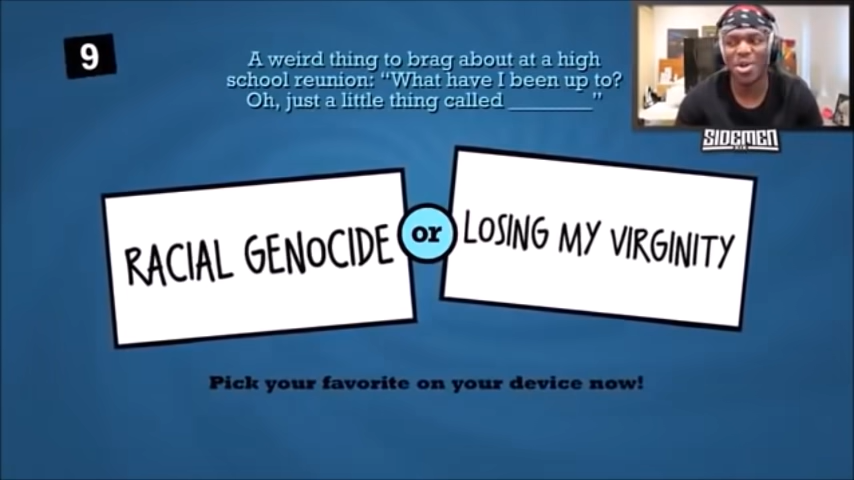 9
A weird thing to brag about at a high
school reunion: “What have I been up to?
Oh, just a little thing called ________”
SIDEMEN
RACIAL GENOCIDE
or
LOSING MY VIRGINITY
Pick your favorite on your device now!